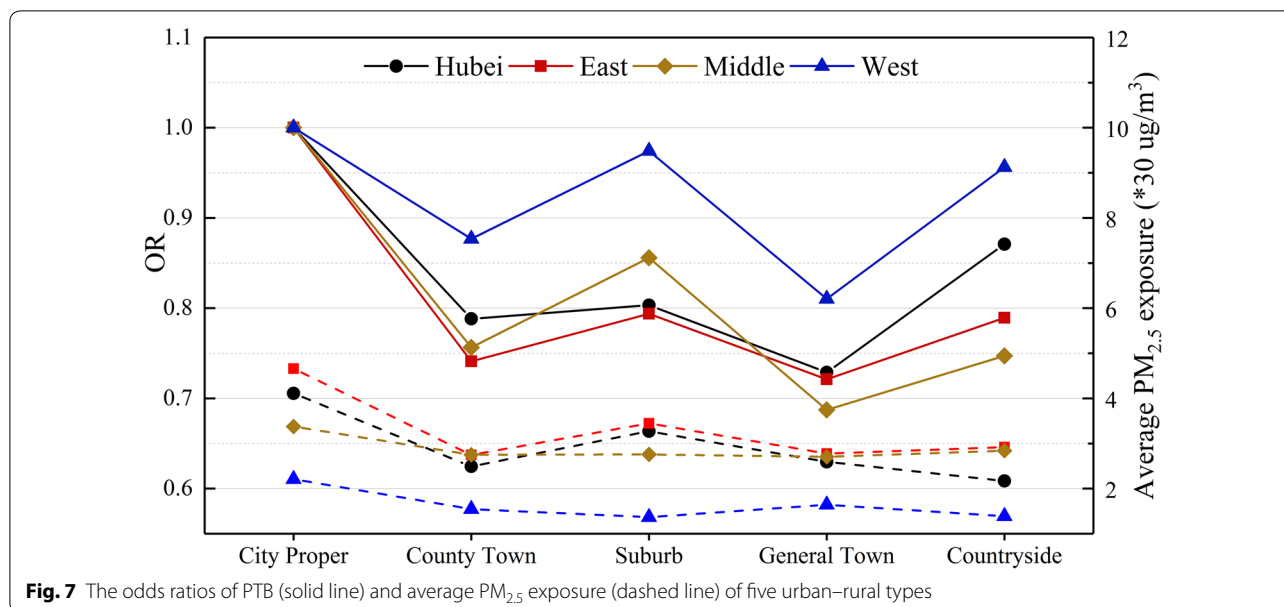 1.1
12
Hubei East Middle West
1.0
10
0.9
8
0.8
6
0.7
4
0.6
2
OR
Average PM2.5 exposure (*30 ug/m3)
City Proper County Town Suburb General Town Countryside
Fig. 7 The odds ratios of PTB (solid line) and average PM2.5 exposure (dashed line) of five urban–rural types